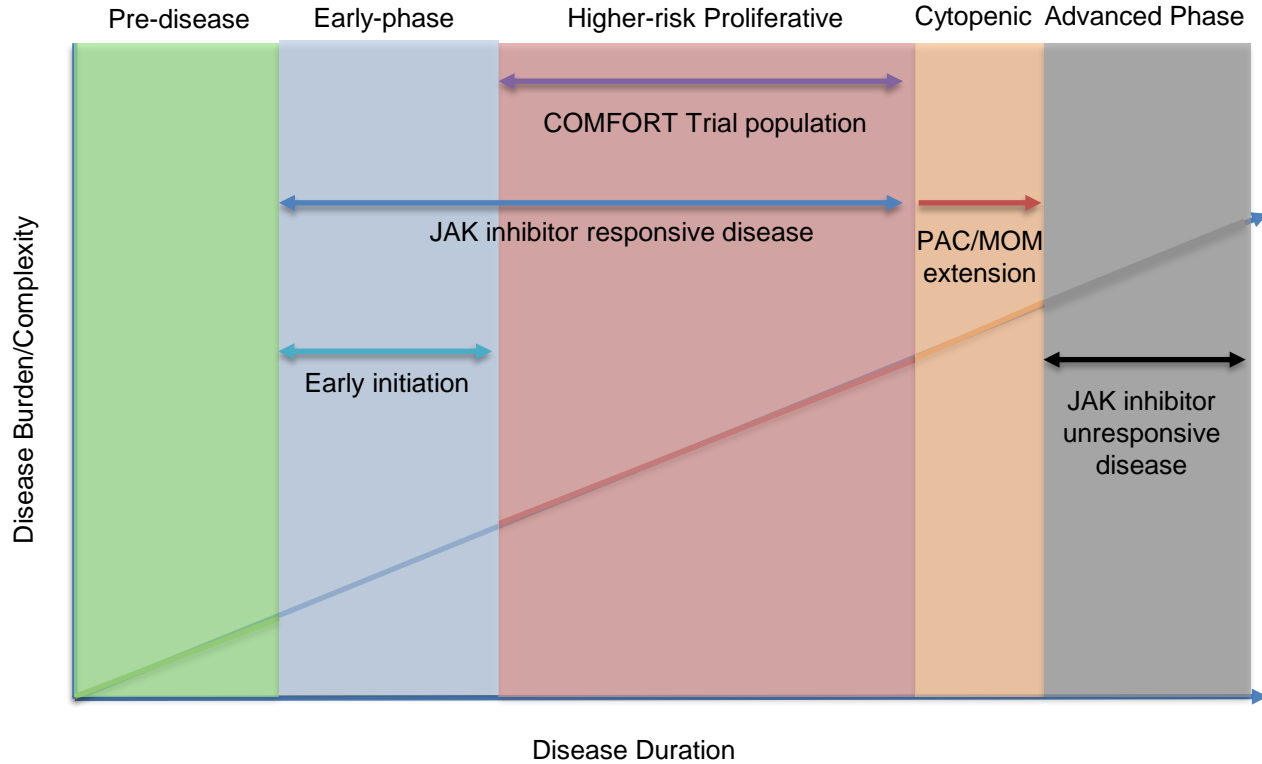 Pre-disease
Early-phase
Higher-risk Proliferative
Cytopenic
Advanced Phase
COMFORT Trial population
JAK inhibitor responsive disease
PAC/MOM
extension
Early initiation
JAK inhibitor
unresponsive
disease
Disease Burden/Complexity
Disease Duration